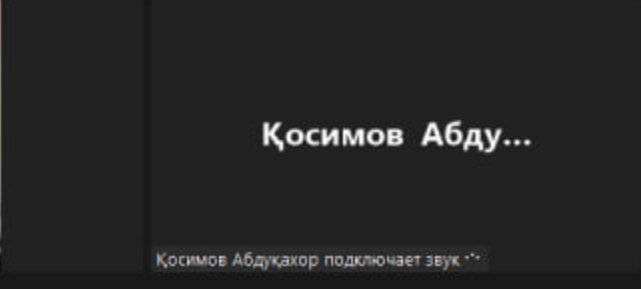 Қосимов Абду...
Қосимов Абдуқахор подключает звук